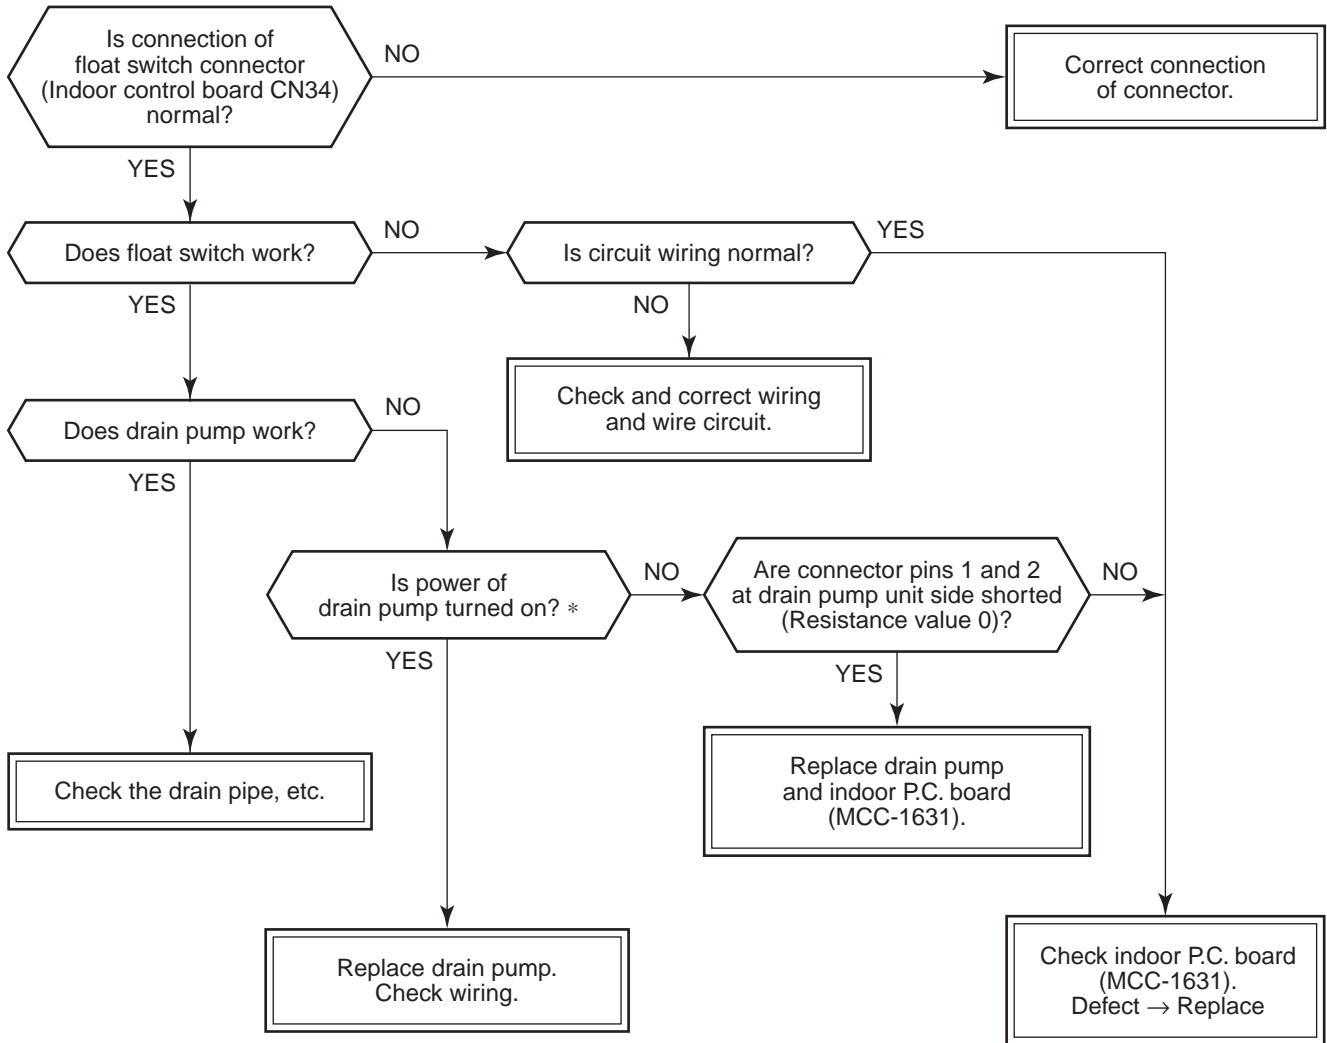 Is connection of
float switch connector
(Indoor control board CN34)
normal?
NO
Correct connection
of connector.
YES
Does float switch work?
NO
Is circuit wiring normal?
YES
YES
NO
Check and correct wiring
and wire circuit.
Does drain pump work?
NO
YES
Is power of
drain pump turned on? *
NO
Are connector pins 1 and 2
at drain pump unit side shorted
(Resistance value 0)?
NO
YES
YES
Check the drain pipe, etc.
Replace drain pump
and indoor P.C. board
(MCC-1631).
Replace drain pump.
Check wiring.
Check indoor P.C. board
(MCC-1631).
Defect → Replace